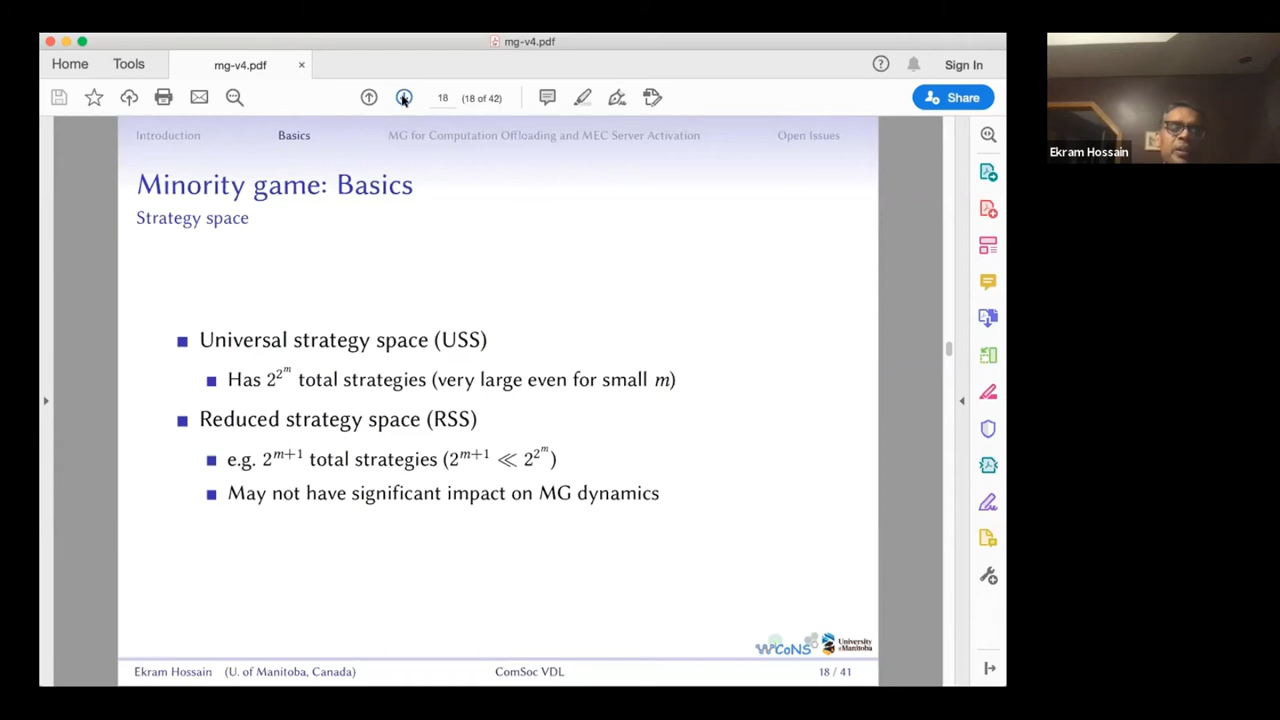 mg-v4.pdf
Home Tools mg-v4.pdf × Sign In
18 (18 of 42) Share
Introduction Basics MG for Computation Offloading and MEC Server Activation Open Issues
Minority game: Basics
Strategy space
Universal strategy space (USS)
Has 2^{2^m} total strategies (very large even for small m)
Reduced strategy space (RSS)
e.g. 2^{m+1} total strategies (2^{m+1} ≪ 2^{2^m})
May not have significant impact on MG dynamics
WCoNS University of Manitoba
Ekram Hossain (U. of Manitoba, Canada) ComSoc VDL 18 / 41
Ekram Hossain